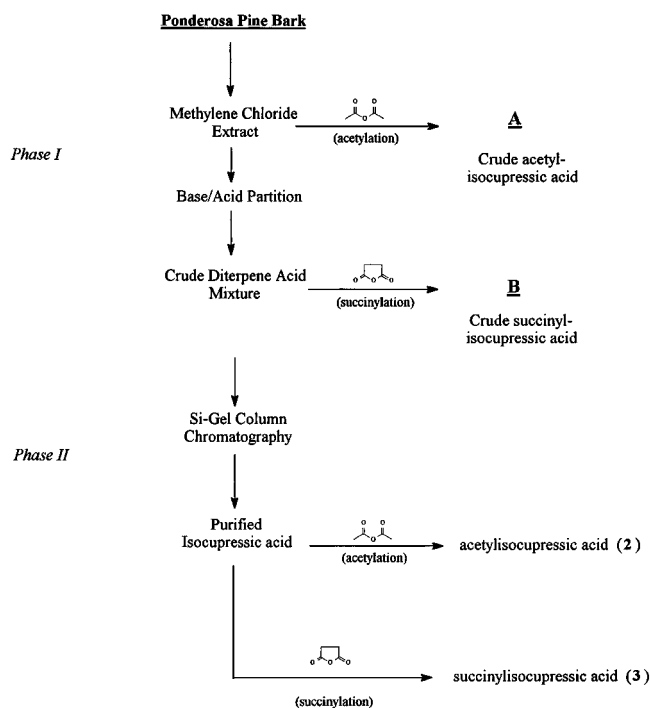 Ponderosa Pine Bark
Methylene Chloride
Extract
O O
O
(acetylation)
A
Crude acetyl-
isocupressic acid
Phase I
Base/Acid Partition
Crude Diterpene Acid
Mixture
O O O
(succinylation)
B
Crude succinyl-
isocupressic acid
Si-Gel Column
Chromatography
Phase II
Purified
Isocupressic acid
O O
O
(acetylation)
acetylisocupressic acid (2)
O O O
(succinylation)
succinylisocupressic acid (3)